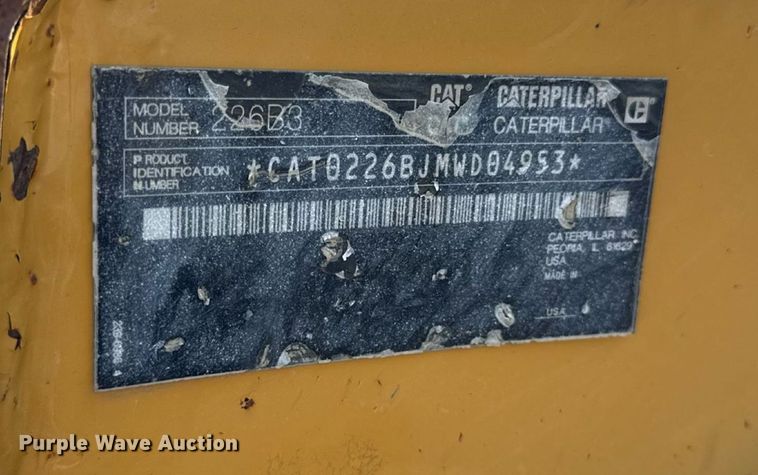 CAT® CATERPILLAR®
MODEL
NUMBER 226B3
CATERPILLAR
PRODUCT
IDENTIFICATION
NUMBER
*CAT0226BJMWD04953*
CATERPILLAR INC.
PEORIA, IL 61629
USA
MADE IN
USA
Purple Wave Auction